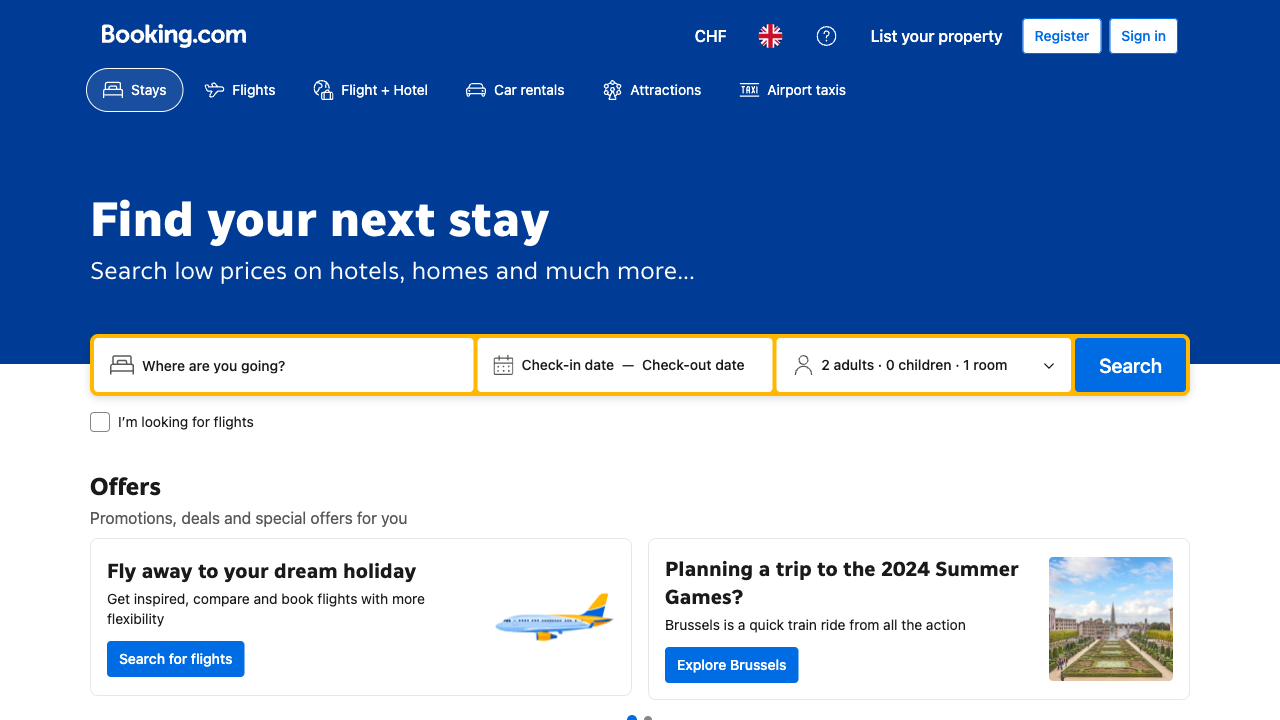 Booking.com
CHF
List your property
Register
Sign in
Stays
Flights
Flight + Hotel
Car rentals
Attractions
TAXI
Airport taxis
Find your next stay
Search low prices on hotels, homes and much more...
Where are you going?
Check-in date — Check-out date
2 adults · 0 children · 1 room
Search
I’m looking for flights
Offers
Promotions, deals and special offers for you
Fly away to your dream holiday
Get inspired, compare and book flights with more
flexibility
Search for flights
Planning a trip to the 2024 Summer
Games?
Brussels is a quick train ride from all the action
Explore Brussels